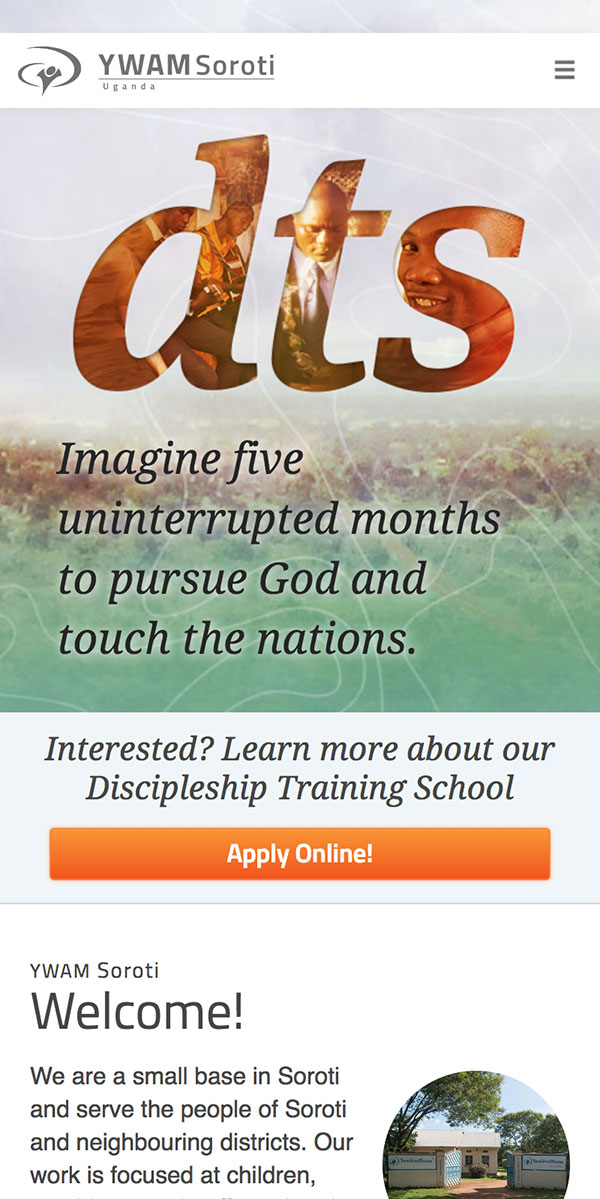 YWAM Soroti
Uganda
dts
Imagine five
uninterrupted months
to pursue God and
touch the nations.
Interested? Learn more about our
Discipleship Training School
Apply Online!
YWAM Soroti
Welcome!
We are a small base in Soroti
and serve the people of Soroti
and neighbouring districts. Our
work is focused at children,